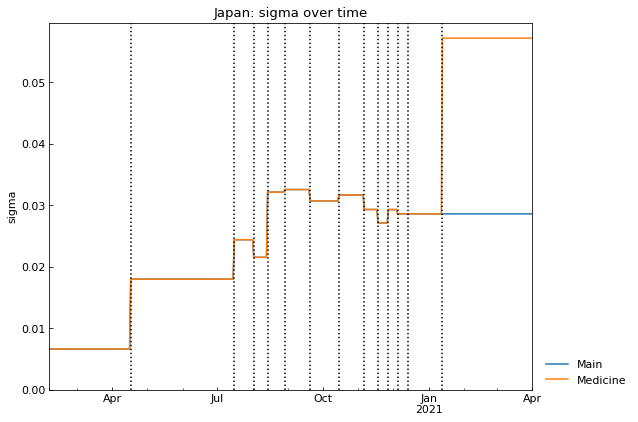 Japan: sigma over time
sigma
0.05
0.04
0.03
0.02
0.01
0.00
Apr
Jul
Oct
Jan
2021
Apr
Main
Medicine